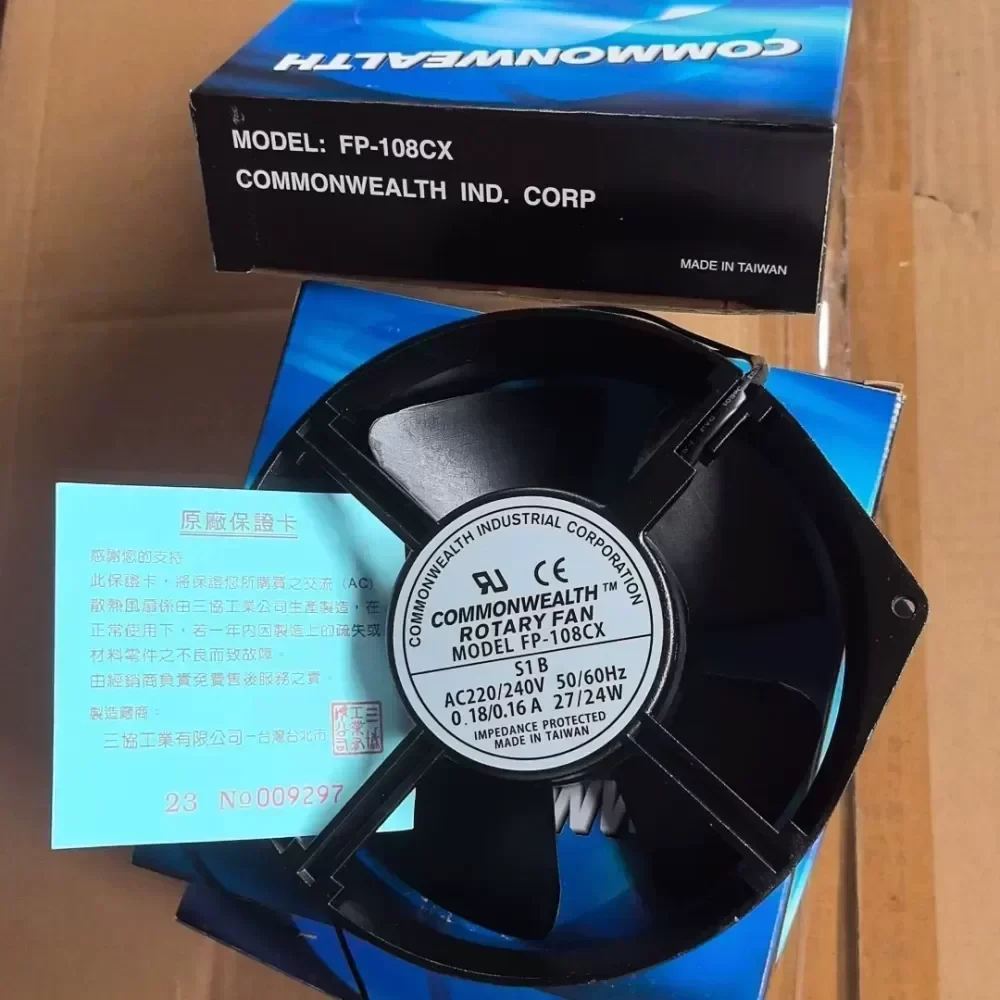 COMMONWEALTH
MODEL: FP-108CX
COMMONWEALTH IND. CORP
MADE IN TAIWAN
原廠保證卡
感謝您的支持
此保證卡，將保證您所購買之交流 (AC)
散熱風扇係由三協工業公司生產製造，在
正常使用下，若一年內因製造上的疏失或
材料零件之不良而致故障。
由經銷商負責免費售後服務之責。
製造廠商：
三協工業有限公司－台灣台北市
23 No 009297
COMMONWEALTH INDUSTRIAL CORPORATION
CE
COMMONWEALTH™
ROTARY FAN
MODEL FP-108CX
S1B
AC220/240V 50/60Hz
0.18/0.16 A 27/24W
IMPEDANCE PROTECTED
MADE IN TAIWAN